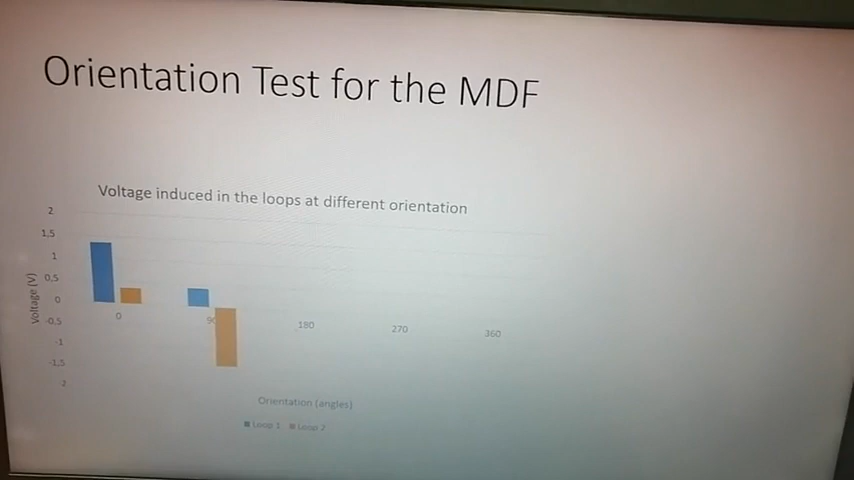 Orientation Test for the MDF
Voltage induced in the loops at different orientation
2
1,5
1
0,5
0
-0,5
-1
-1,5
-2
Voltage (V)
0
90
180
270
360
Orientation (angles)
Loop 1
Loop 2